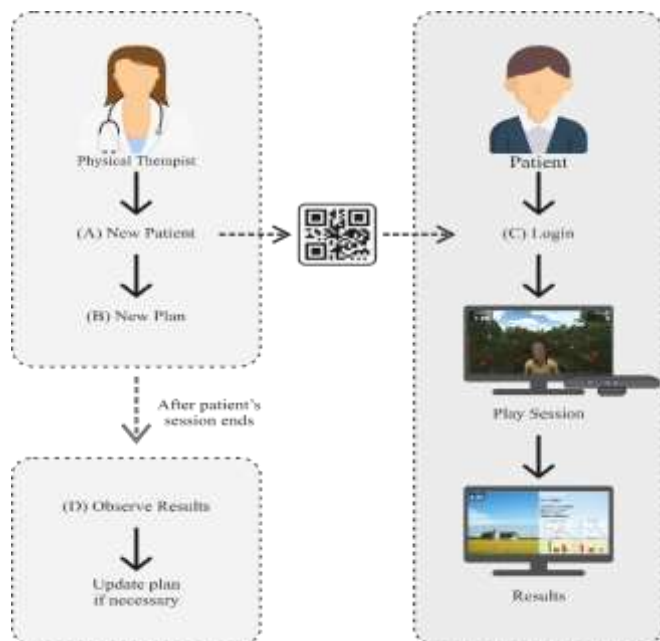 Physical Therapist
(A) New Patient
(B) New Plan
After patient's
session ends
(D) Observe Results
Update plan
if necessary
Patient
(C) Login
Play Session
Results